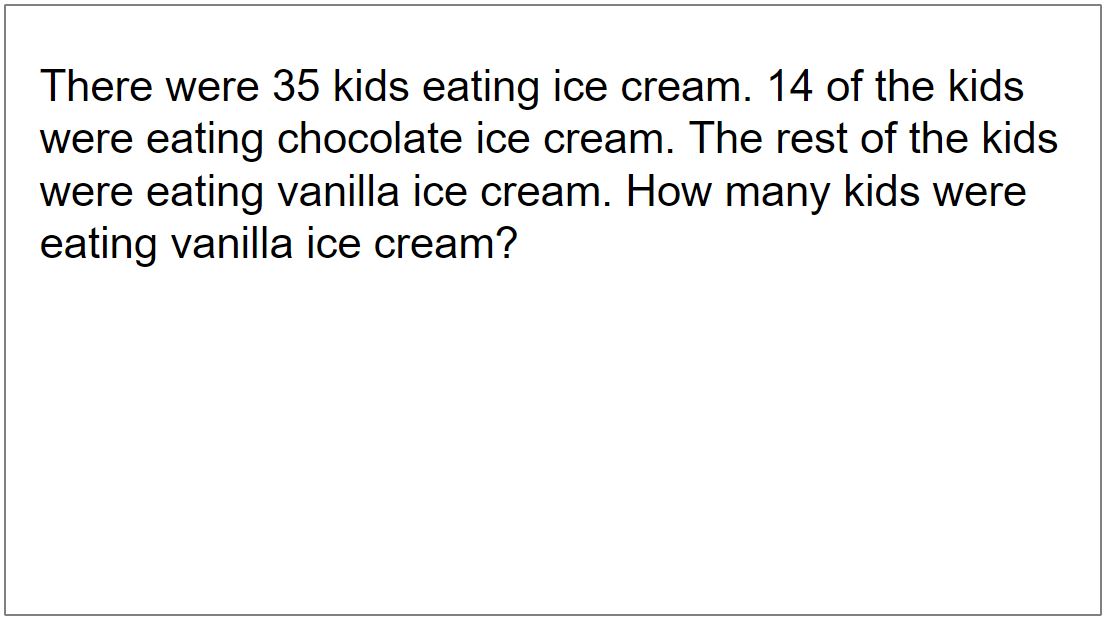 There were 35 kids eating ice cream. 14 of the kids
were eating chocolate ice cream. The rest of the kids
were eating vanilla ice cream. How many kids were
eating vanilla ice cream?